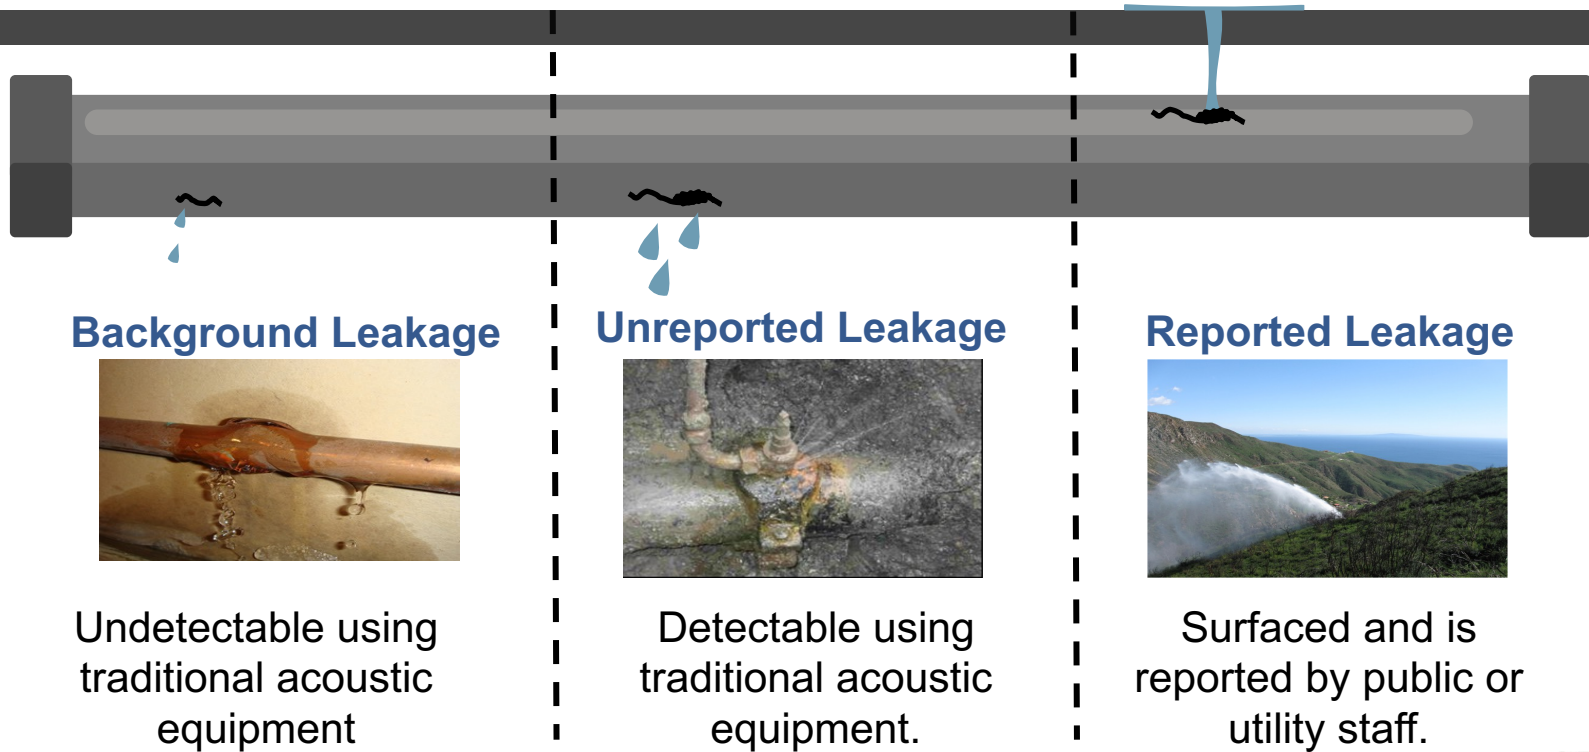 Background Leakage
Unreported Leakage
Reported Leakage
Undetectable using
traditional acoustic
equipment
Detectable using
traditional acoustic
equipment.
Surfaced and is
reported by public or
utility staff.